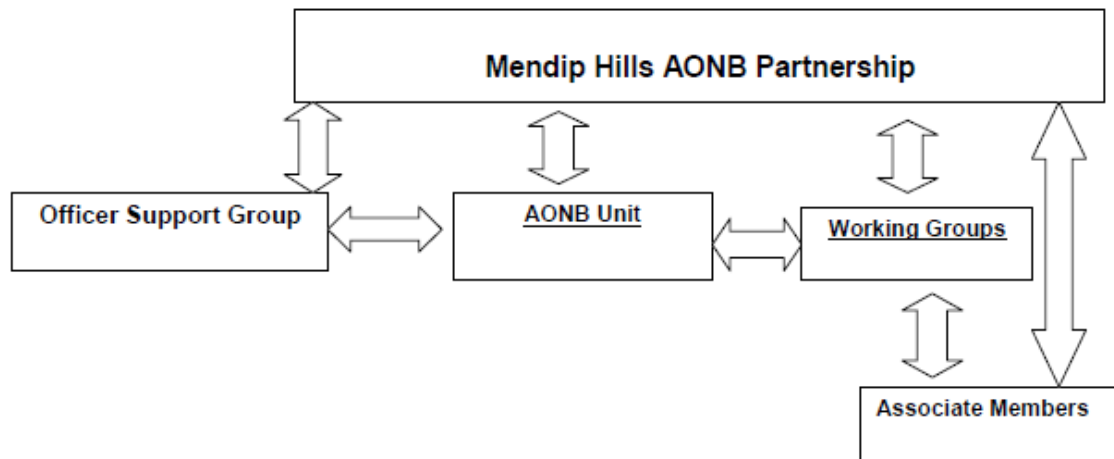 Mendip Hills AONB Partnership
Officer Support Group
AONB Unit
Working Groups
Associate Members